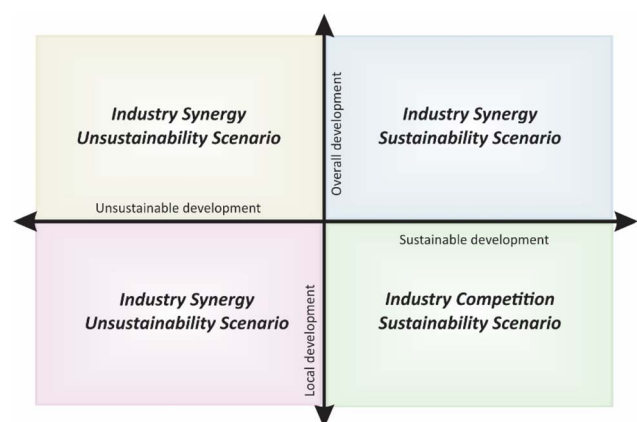 Industry Synergy
Unsustainability Scenario
Overall development
Industry Synergy
Sustainability Scenario
Unsustainable development
Sustainable development
Industry Synergy
Unsustainability Scenario
Local development
Industry Competition
Sustainability Scenario